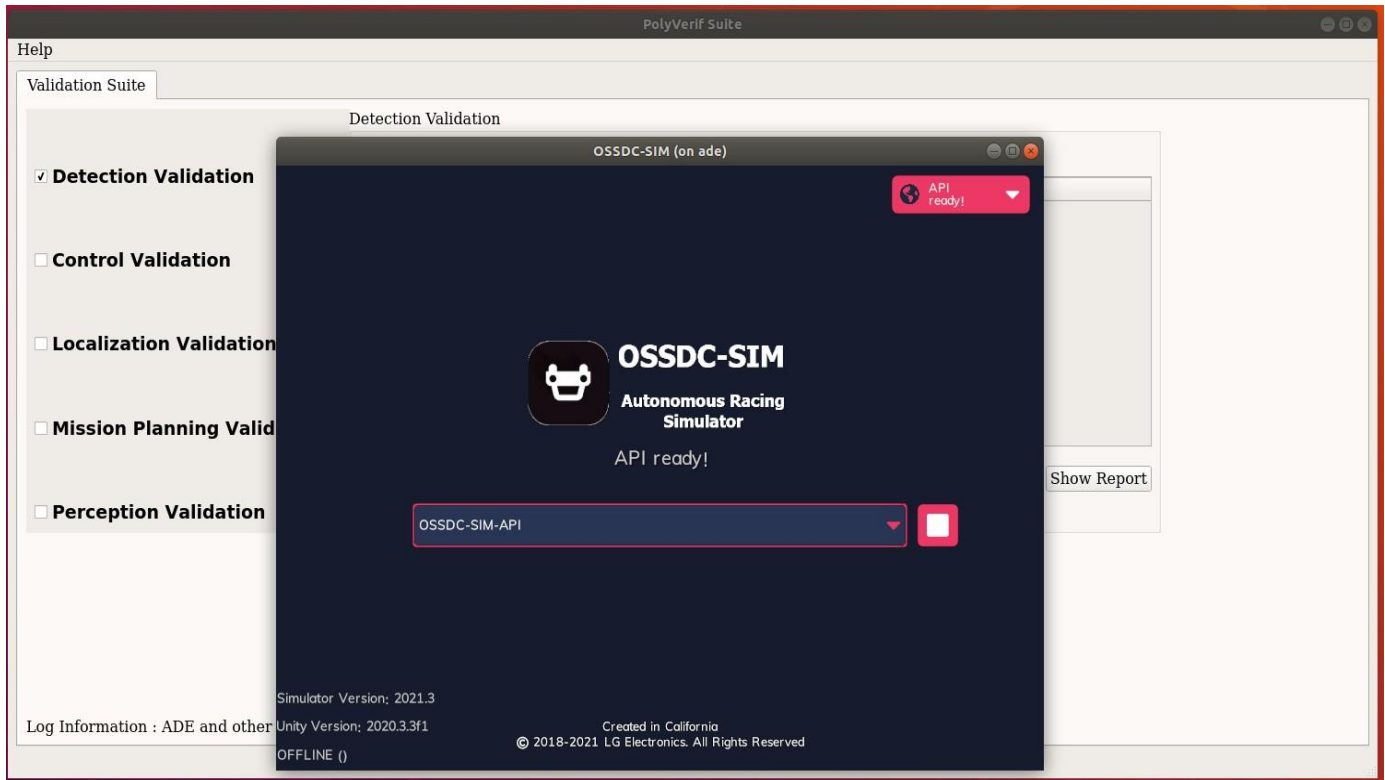 PolyVerif Suite
Help
Validation Suite
Detection Validation
Detection Validation
Control Validation
Localization Validation
Mission Planning Valid
Perception Validation
Show Report
Log Information : ADE and other
OSSDC-SIM (on ade)
API
ready!
OSSDC-SIM
Autonomous Racing
Simulator
API ready!
OSSDC-SIM-API
Simulator Version: 2021.3
Unity Version: 2020.3.3f1
OFFLINE ()
Created in California
© 2018-2021 LG Electronics. All Rights Reserved